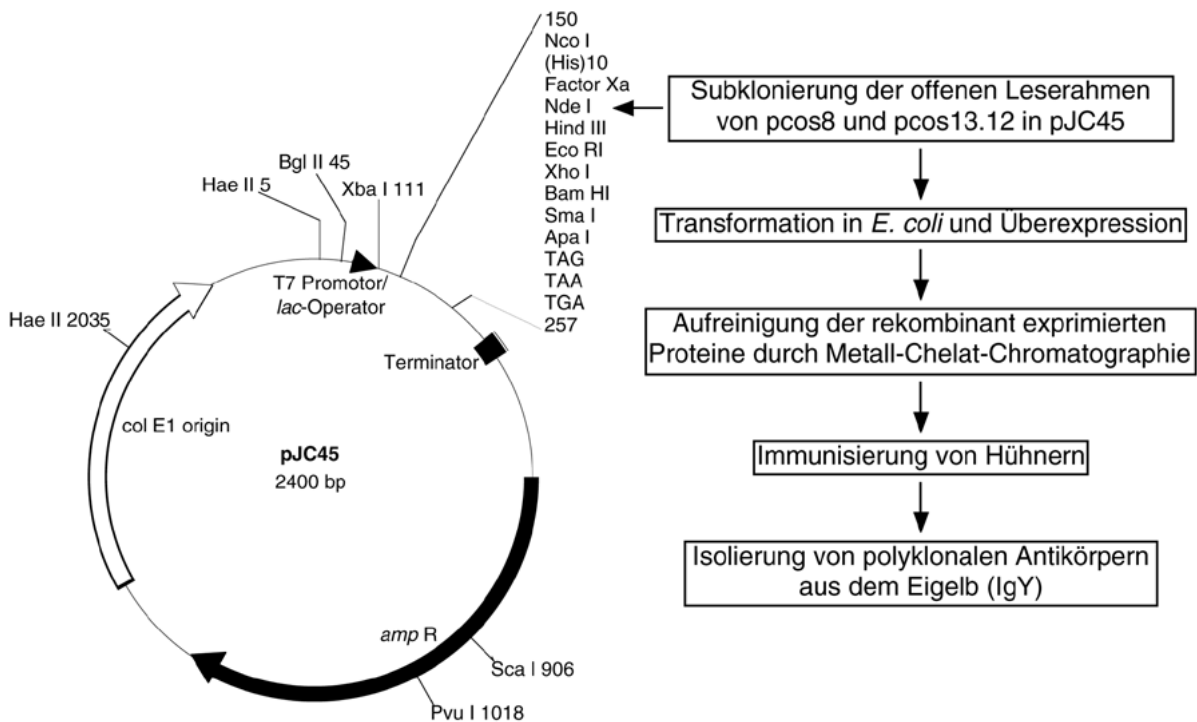 150
Nco I
(His)10
Factor Xa
Nde I
Hind III
Eco RI
Xho I
Bam HI
Sma I
Apa I
TAG
TAA
TGA
257
Hae II 5
Bgl II 45
Xba I 111
T7 Promotor/
lac-Operator
Terminator
Hae II 2035
col E1 origin
pJC45
2400 bp
amp R
Sca I 906
Pvu I 1018
Subklonierung der offenen Leserahmen
von pcos8 und pcos13.12 in pJC45
Transformation in E. coli und Überexpression
Aufreinigung der rekombinant exprimierten
Proteine durch Metall-Chelat-Chromatographie
Immunisierung von Hühnern
Isolierung von polyklonalen Antikörpern
aus dem Eigelb (IgY)